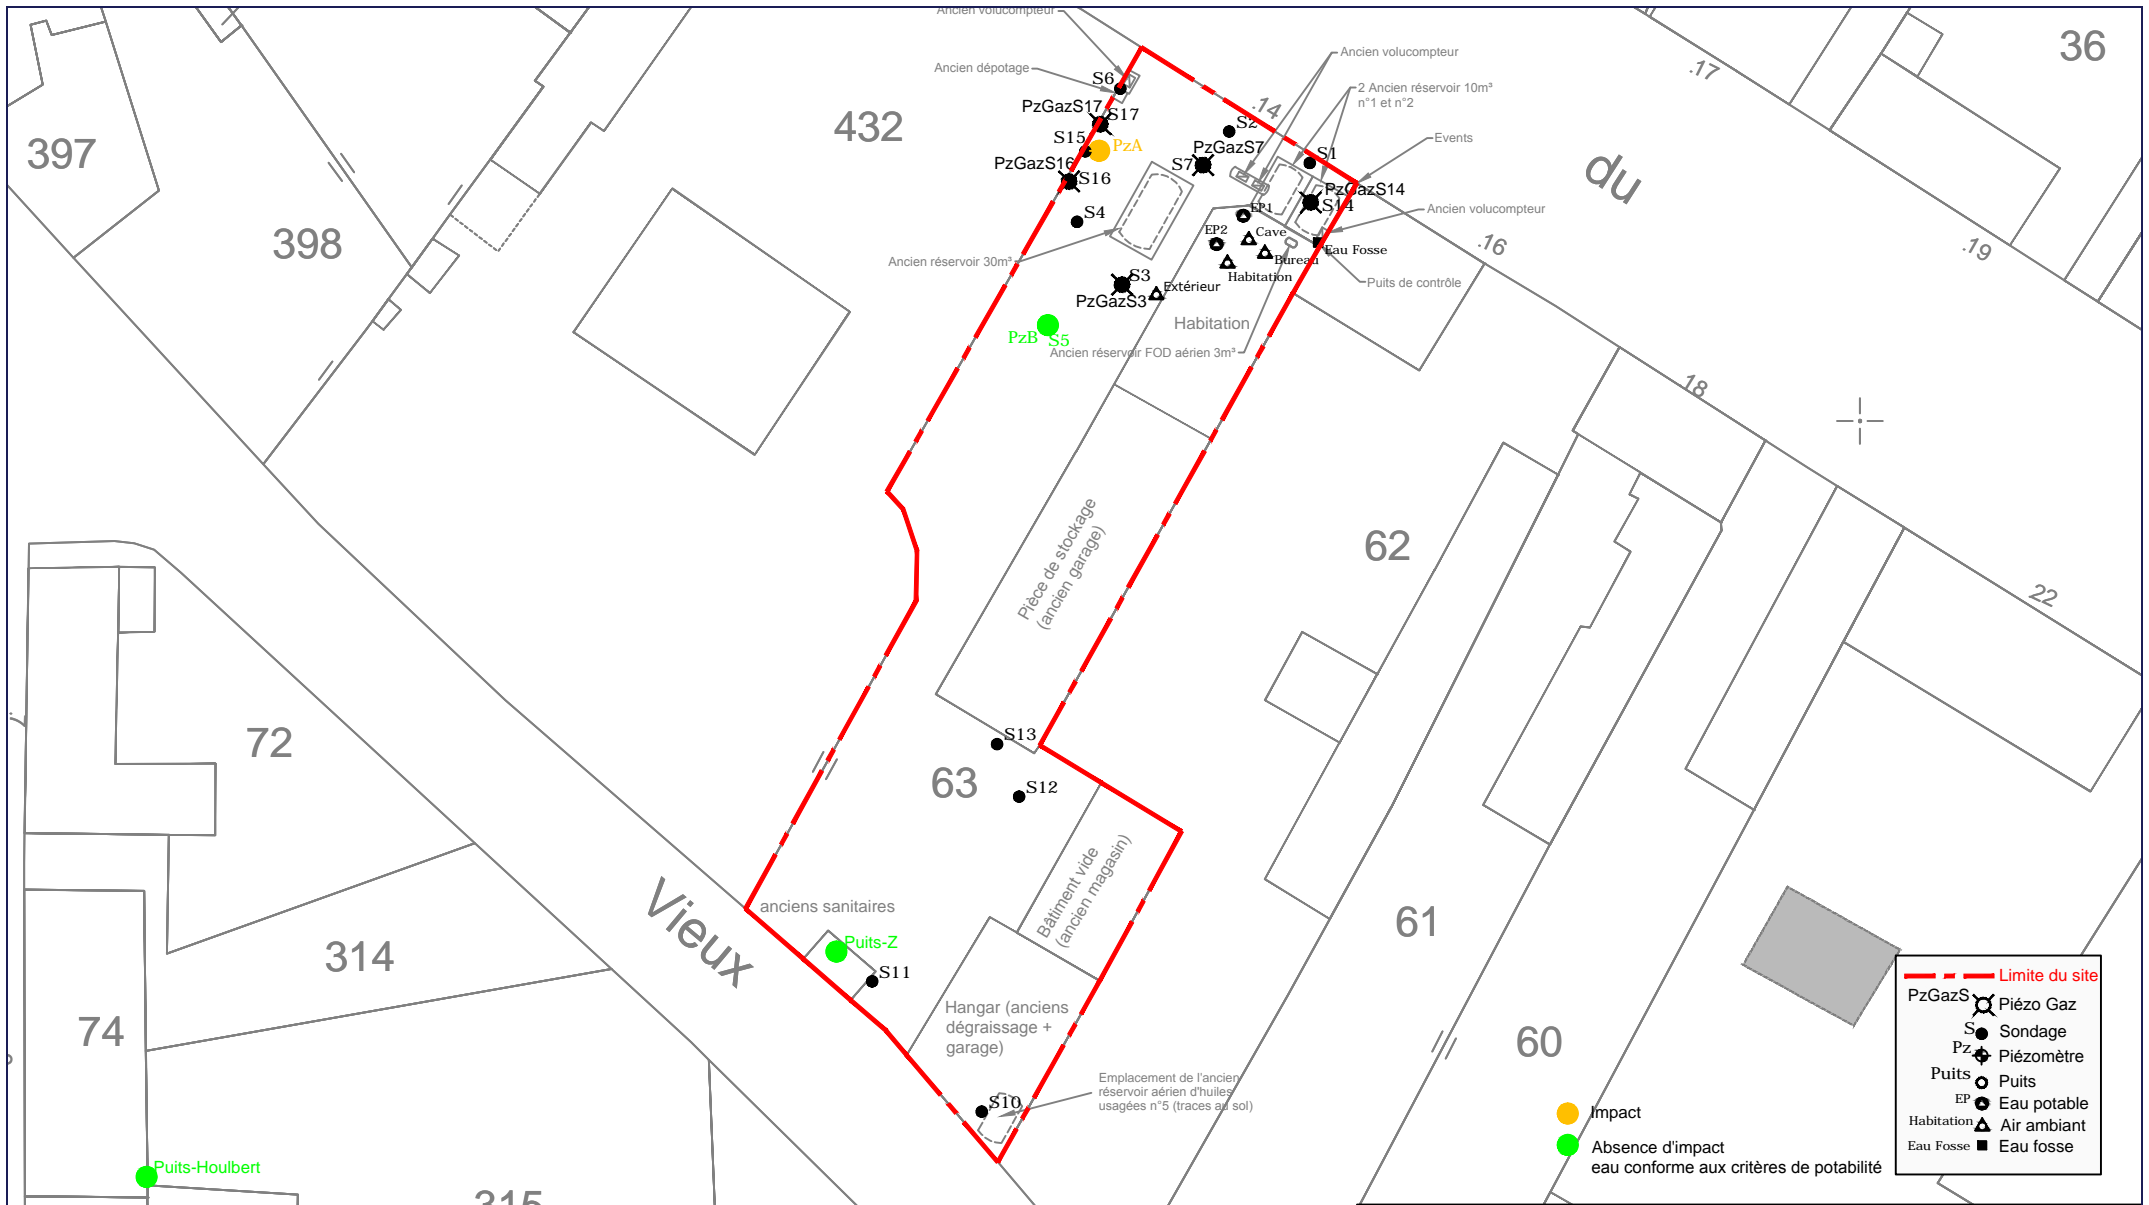 Ancien volucompteur
Ancien dépotage
S6
PzGazS17
S17
S15
PzA
PzGazS16
S16
S4
Ancien réservoir 30m³
S3
PzGazS3
Extérieur
PzB
S5
S2
PzGazS7
S7
Ancien volucompteur
2 Ancien réservoir 10m³
n°1 et n°2
Events
S1
PzGazS14
S14
Ancien volucompteur
EP1
EP2
Cave
Bureau
Habitation
Eau Fosse
Puits de contrôle
Habitation
Ancien réservoir FOD aérien 3m³
.14
.16
.17
.19
18
22
36
du
397
398
432
62
Pièce de stockage
(ancien garage)
S13
S12
63
Bâtiment vide
(ancien magasin)
anciens sanitaires
Puits-Z
S11
Hangar (anciens
dégraissage +
garage)
S10
Emplacement de l'ancien
réservoir aérien d'huiles
usagées n°5 (traces au sol)
Vieux
72
314
74
Puits-Houlbert
315
61
60
Impact
Absence d'impact
eau conforme aux critères de potabilité
Limite du site
PzGazS Piézo Gaz
S Sondage
Pz Piézomètre
Puits Puits
EP Eau potable
Habitation Air ambiant
Eau Fosse Eau fosse